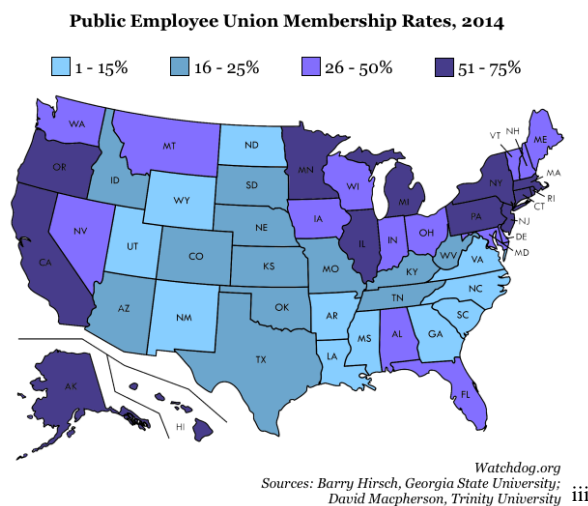 Public Employee Union Membership Rates, 2014
1 - 15% 16 - 25% 26 - 50% 51 - 75%
WA
MT
ND
MN
VT
NH
ME
OR
ID
SD
WI
MI
NY
MA
RI
CT
WY
NE
IA
PA
NJ
NV
UT
CO
KS
MO
IL
IN
OH
WV
DE
MD
CA
KY
VA
AZ
NM
OK
AR
TN
NC
SC
TX
LA
MS
AL
GA
FL
AK
HI
Watchdog.org
Sources: Barry Hirsch, Georgia State University;
David Macpherson, Trinity University iii